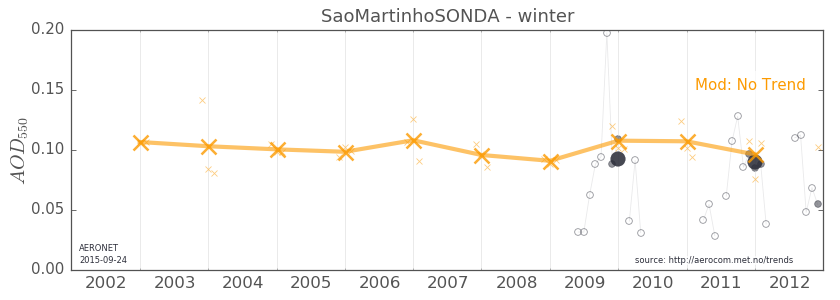 SaoMartinhoSONDA - winter
0.20
0.15
0.10
0.05
0.00
AOD550
Mod: No Trend
AERONET
2015-09-24
source: http://aerocom.met.no/trends
2002 2003 2004 2005 2006 2007 2008 2009 2010 2011 2012